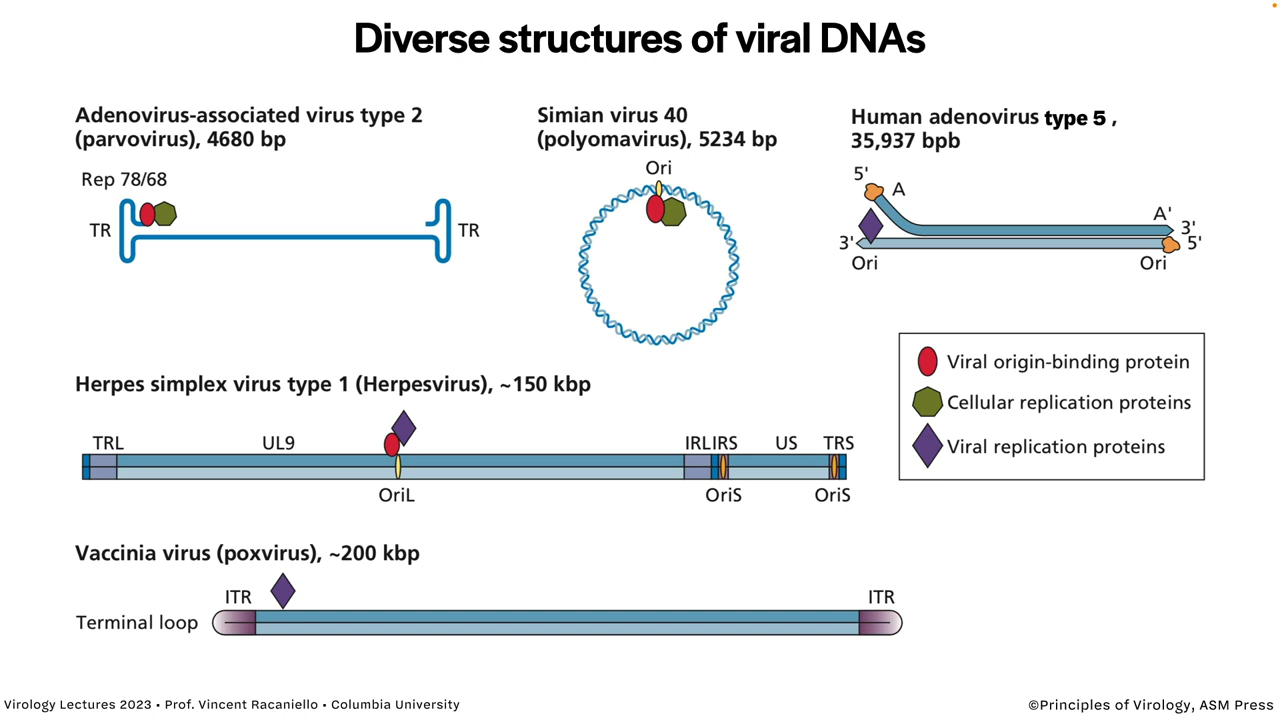 Diverse structures of viral DNAs
Adenovirus-associated virus type 2
(parvovirus), 4680 bp
Rep 78/68
TR
TR
Simian virus 40
(polyomavirus), 5234 bp
Ori
Human adenovirus type 5 ,
35,937 bpb
5'
A
A'
3'
3'
5'
Ori
Ori
Viral origin-binding protein
Cellular replication proteins
Viral replication proteins
Herpes simplex virus type 1 (Herpesvirus), ~150 kbp
TRL
UL9
IRL
IRS
US
TRS
OriL
OriS
OriS
Vaccinia virus (poxvirus), ~200 kbp
ITR
ITR
Terminal loop
Virology Lectures 2023 • Prof. Vincent Racaniello • Columbia University
©Principles of Virology, ASM Press